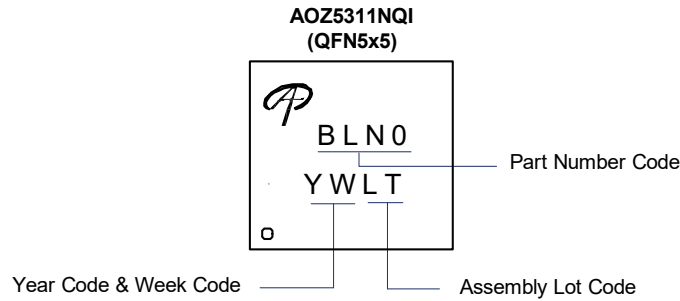 AOZ5311NQI
(QFN5x5)
BLN0
Part Number Code
YWLT
Year Code & Week Code
Assembly Lot Code